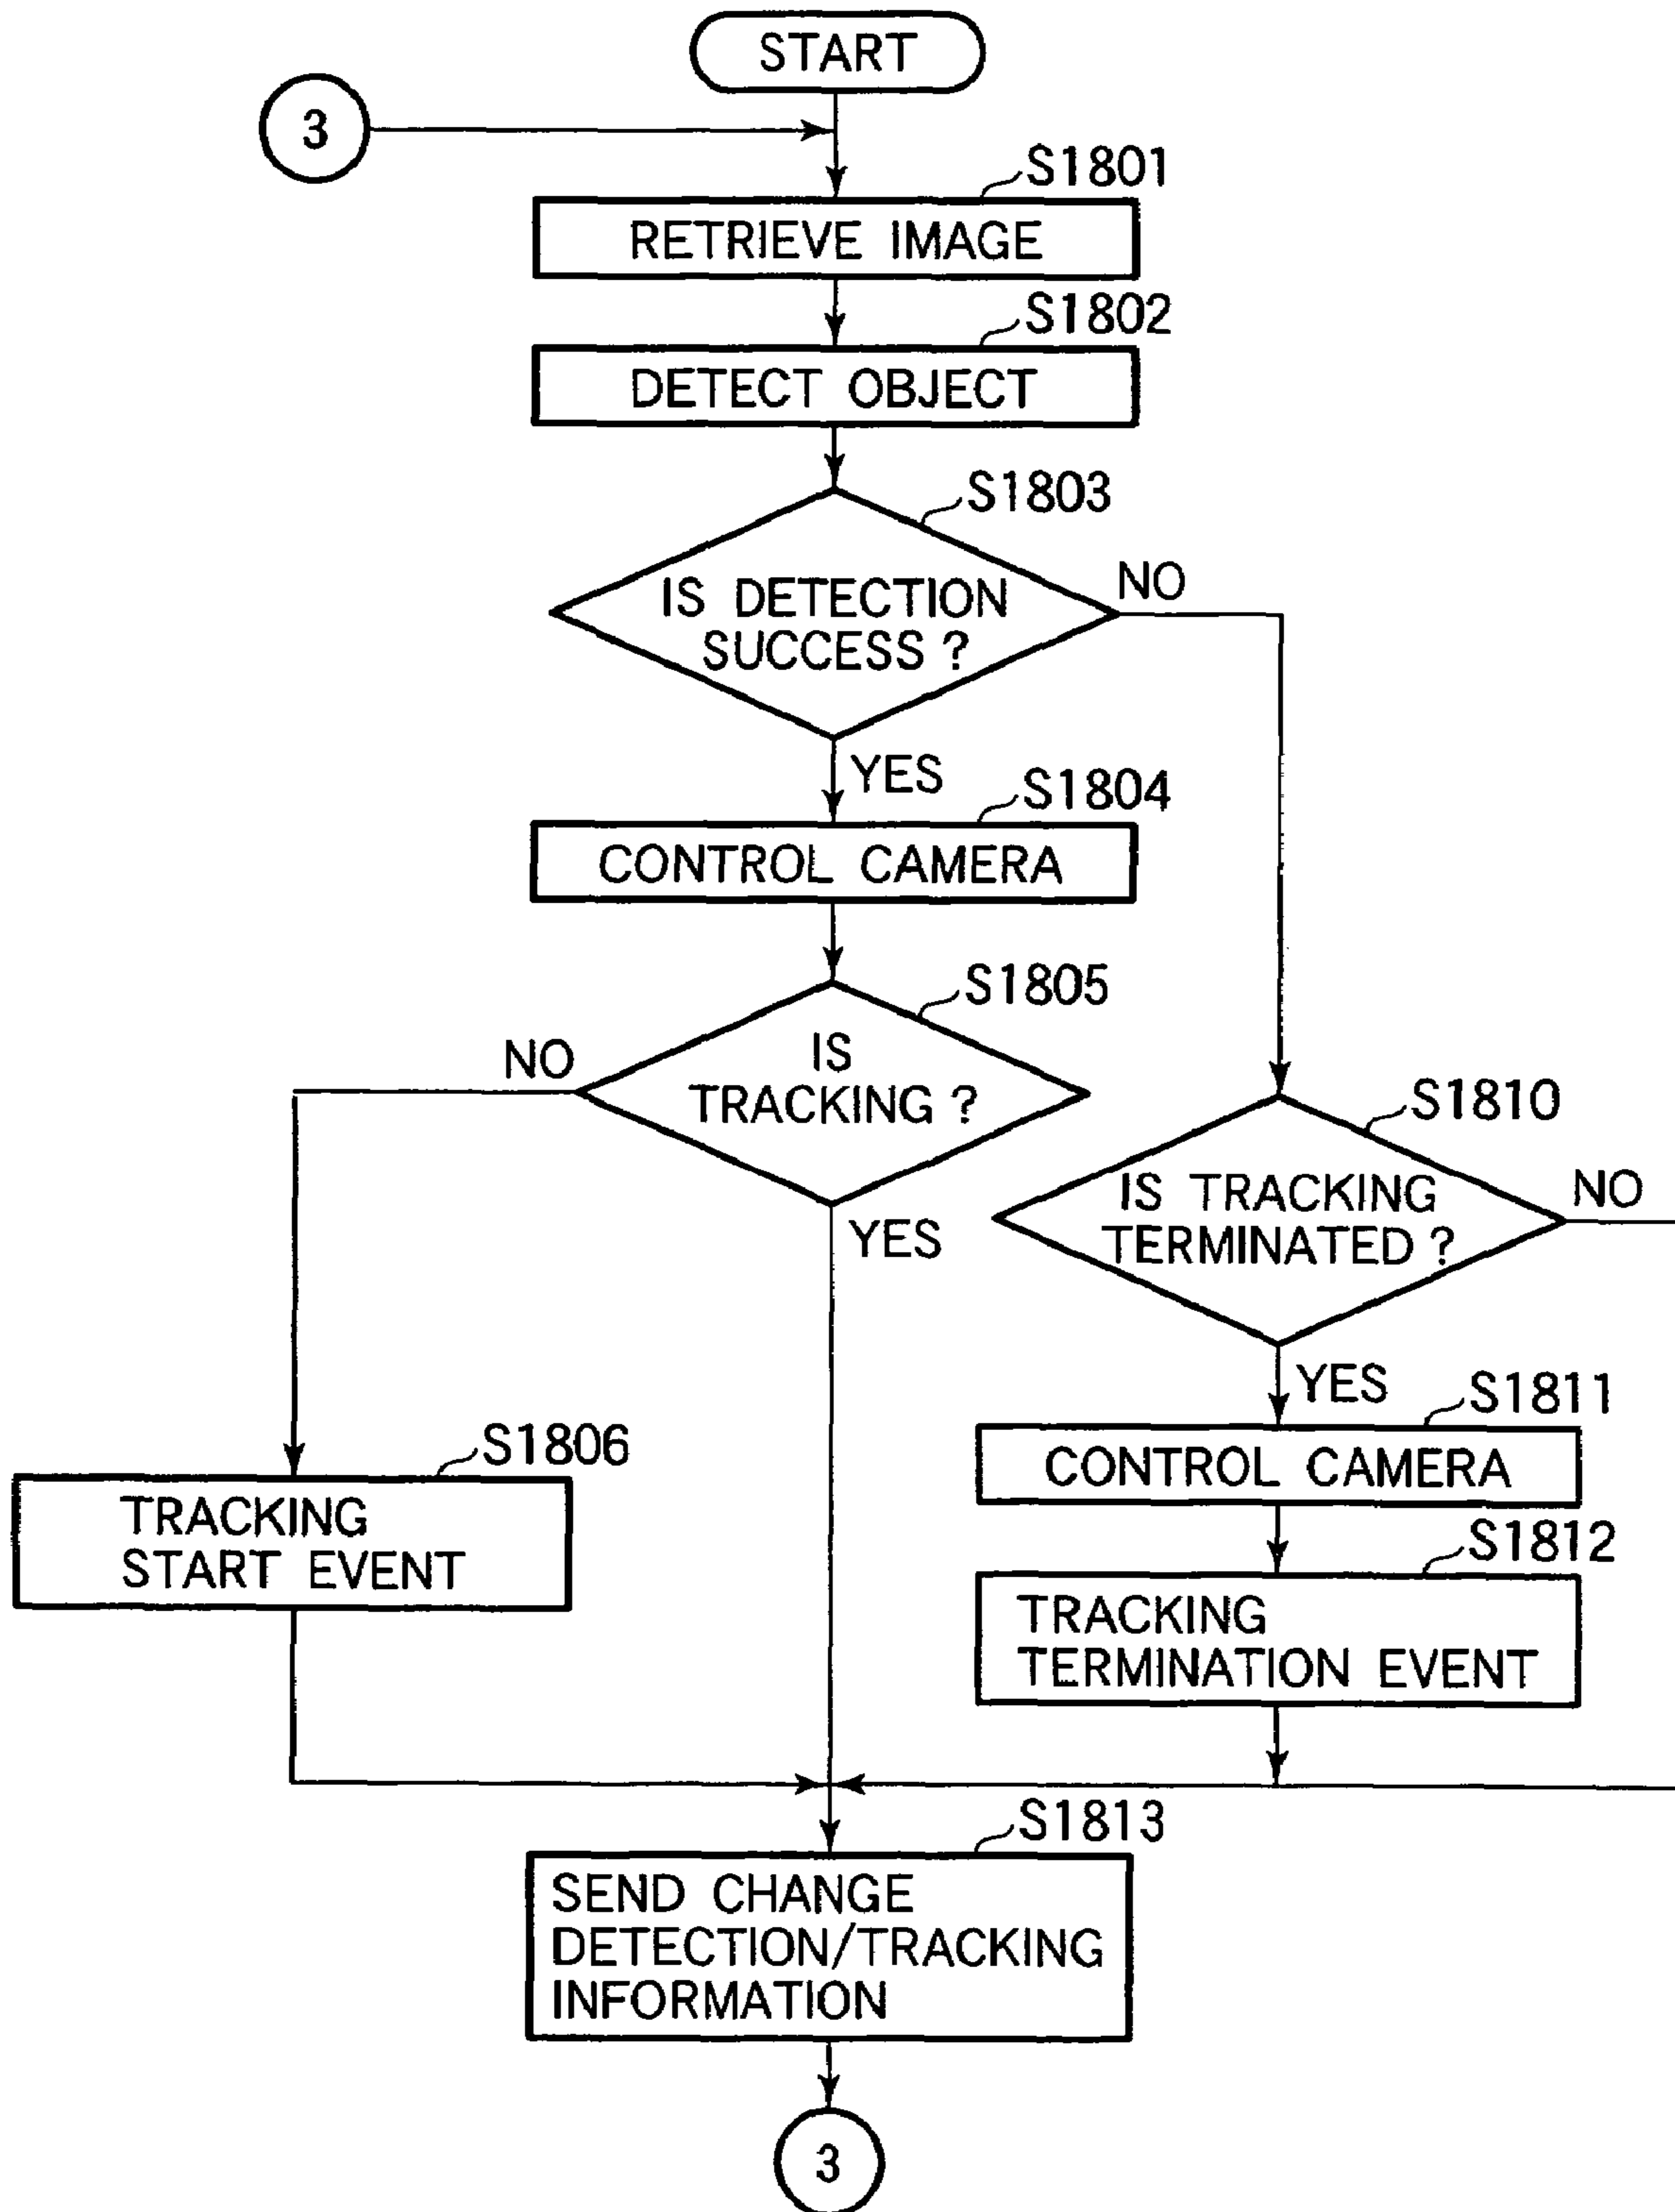 START
3
S1801
RETRIEVE IMAGE
S1802
DETECT OBJECT
S1803
IS DETECTION
SUCCESS ?
NO
YES
S1804
CONTROL CAMERA
S1805
IS
TRACKING ?
NO
YES
S1810
IS TRACKING
TERMINATED ?
NO
YES
S1811
CONTROL CAMERA
S1806
TRACKING
START EVENT
S1812
TRACKING
TERMINATION EVENT
S1813
SEND CHANGE
DETECTION/TRACKING
INFORMATION
3